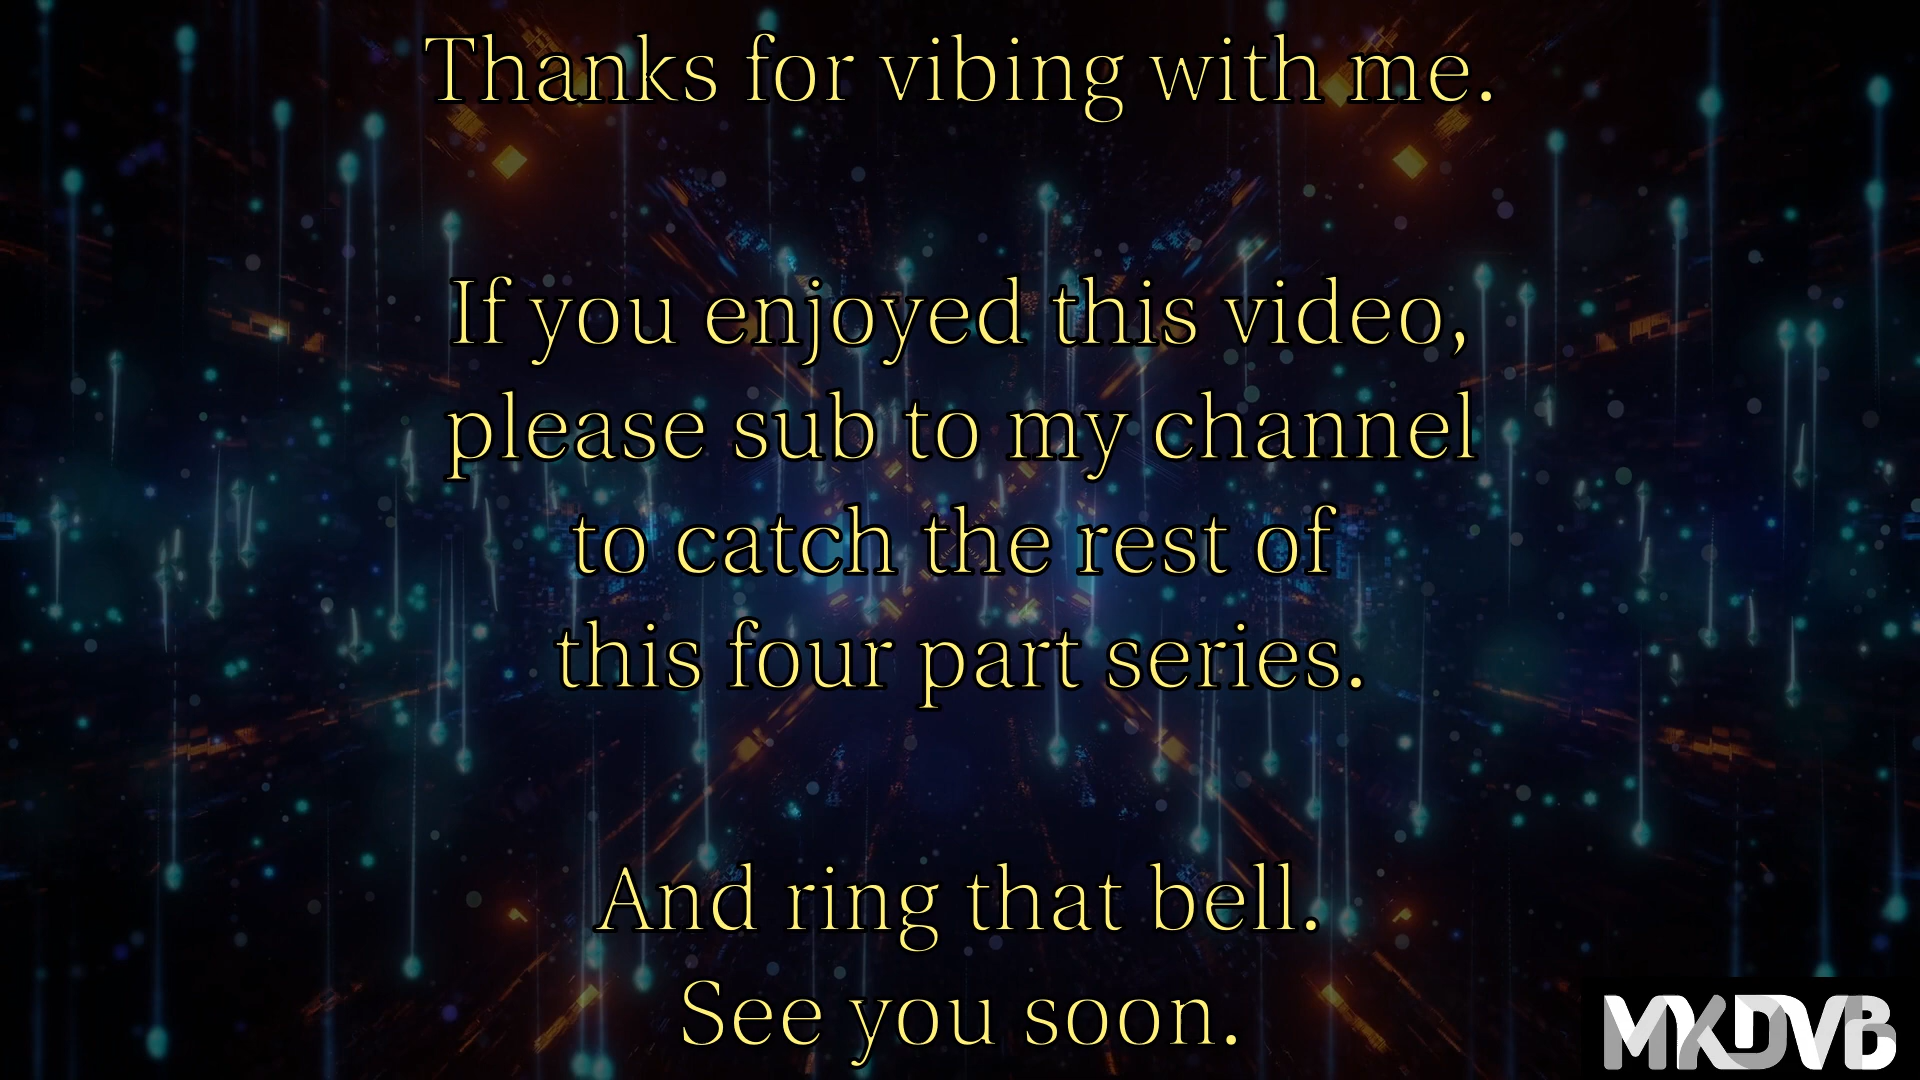 Thanks for vibing with me.
If you enjoyed this video,
please sub to my channel
to catch the rest of
this four part series.
And ring that bell.
See you soon.
MKDVB